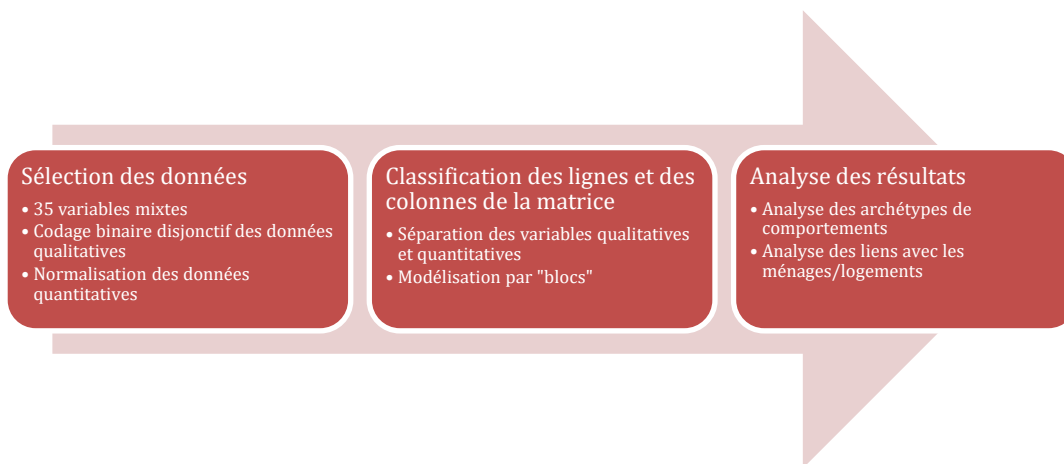 Sélection des données
• 35 variables mixtes
• Codage binaire disjonctif des données
qualitatives
• Normalisation des données
quantitatives
Classification des lignes et des
colonnes de la matrice
• Séparation des variables qualitatives
et quantitatives
• Modélisation par "blocs"
Analyse des résultats
• Analyse des archétypes de
comportements
• Analyse des liens avec les
ménages/logements